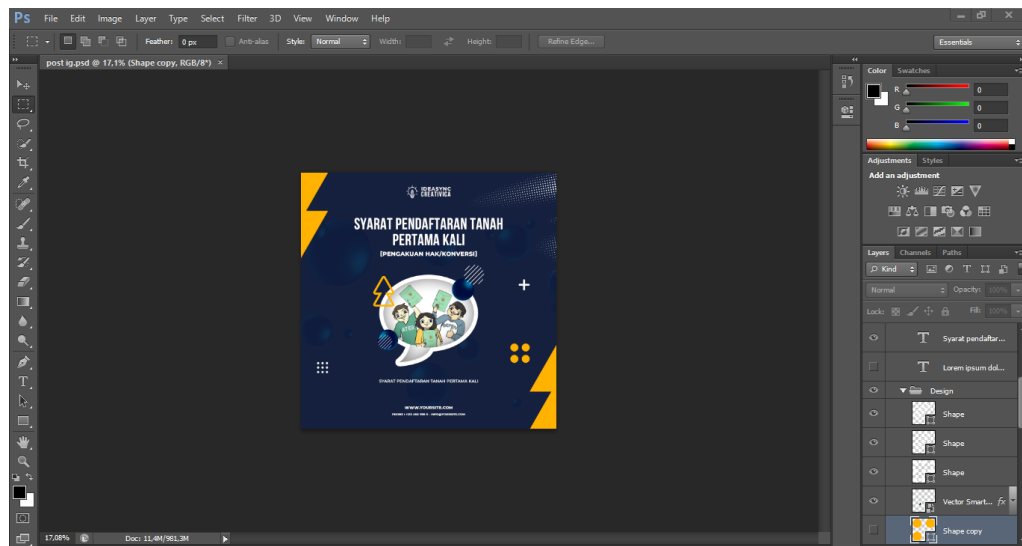 Ps File Edit Image Layer Type Select Filter 3D View Window Help
Feather: 0 px Anti-alias Style: Normal Width: Height: Refine Edge... Essentials
post ig.psd @ 17,1% (Shape copy, RGB/8*) ×
Color Swatches
R 0
G 0
B 0
Adjustments Styles
Add an adjustment
Layers Channels Paths
Kind
Normal Opacity: 100%
Lock: Fill: 100%
Syarat pendaftar...
Lorem ipsum dol...
Design
Shape
Shape
Shape
Vector Smart... fx
Shape copy
IDEASYNC
CREATIVICA
SYARAT PENDAFTARAN TANAH
PERTAMA KALI
(PENGAKUAN HAK/KONVERSI)
SYARAT PENDAFTARAN TANAH PERTAMA KALI
WWW.YOURSITE.COM
17,08% Doc: 11,4M/981,3M